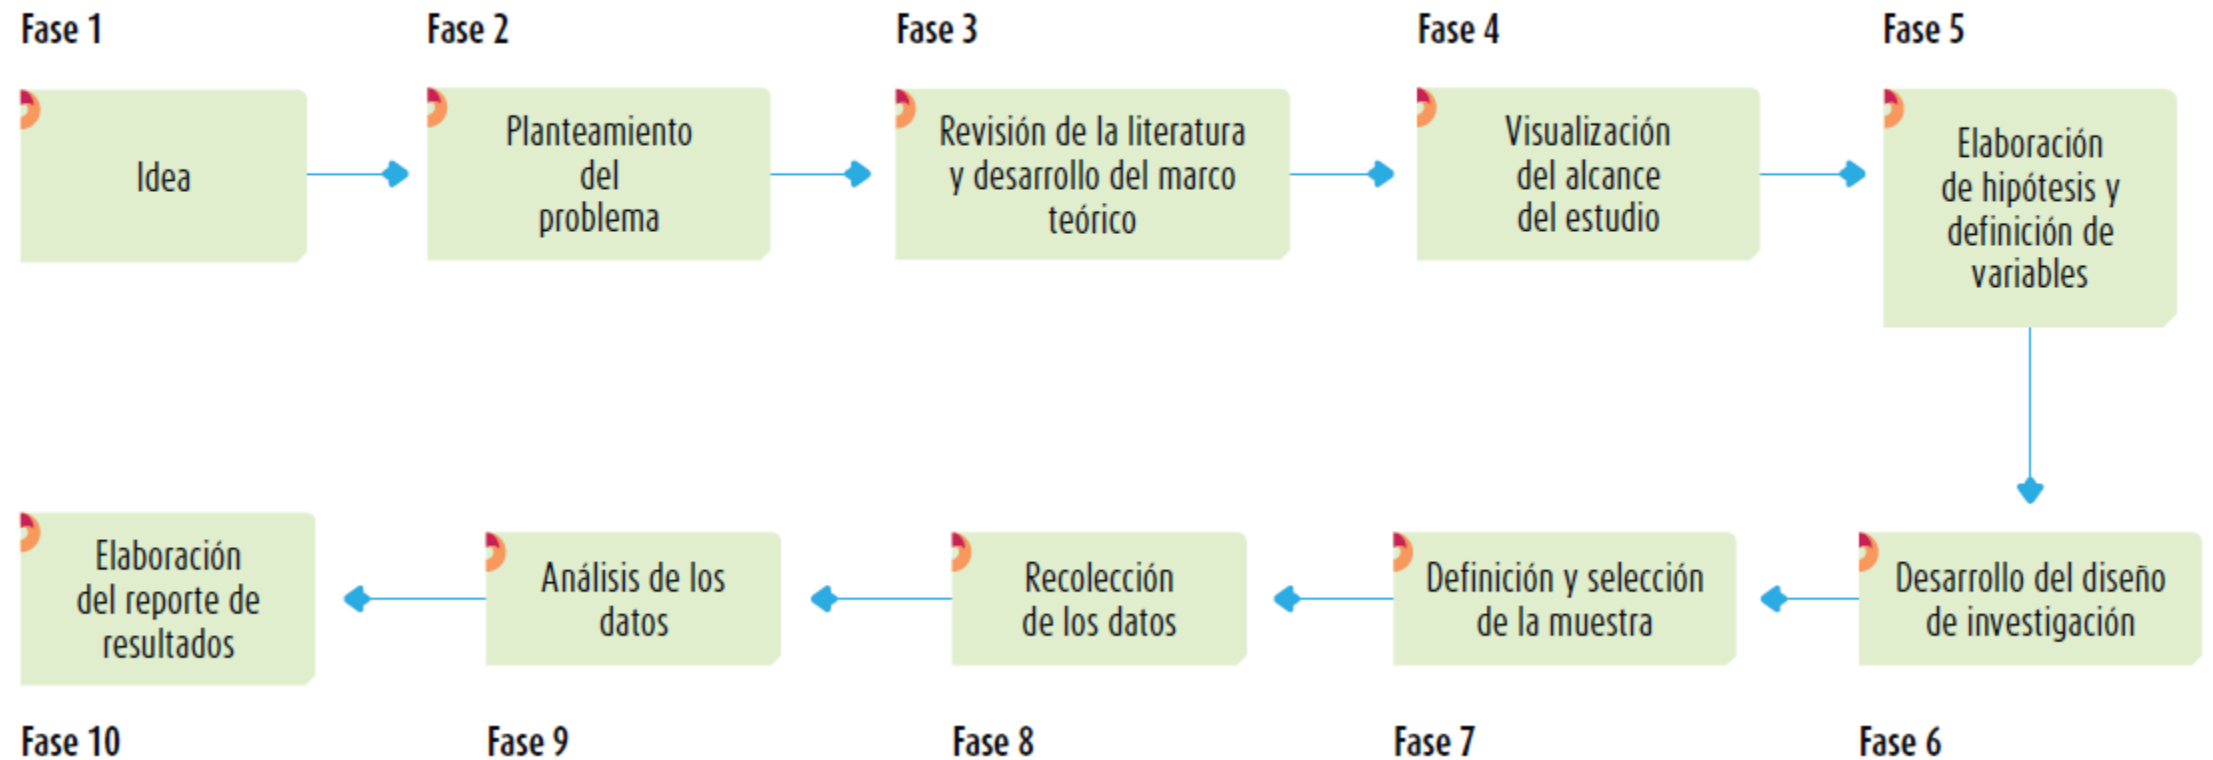 Fase 1
Idea
Fase 2
Planteamiento
del
problema
Fase 3
Revisión de la literatura
y desarrollo del marco
teórico
Fase 4
Visualización
del alcance
del estudio
Fase 5
Elaboración
de hipótesis y
definición de
variables
Desarrollo del diseño
de investigación
Fase 6
Definición y selección
de la muestra
Fase 7
Recolección
de los datos
Fase 8
Análisis de los
datos
Fase 9
Elaboración
del reporte de
resultados
Fase 10